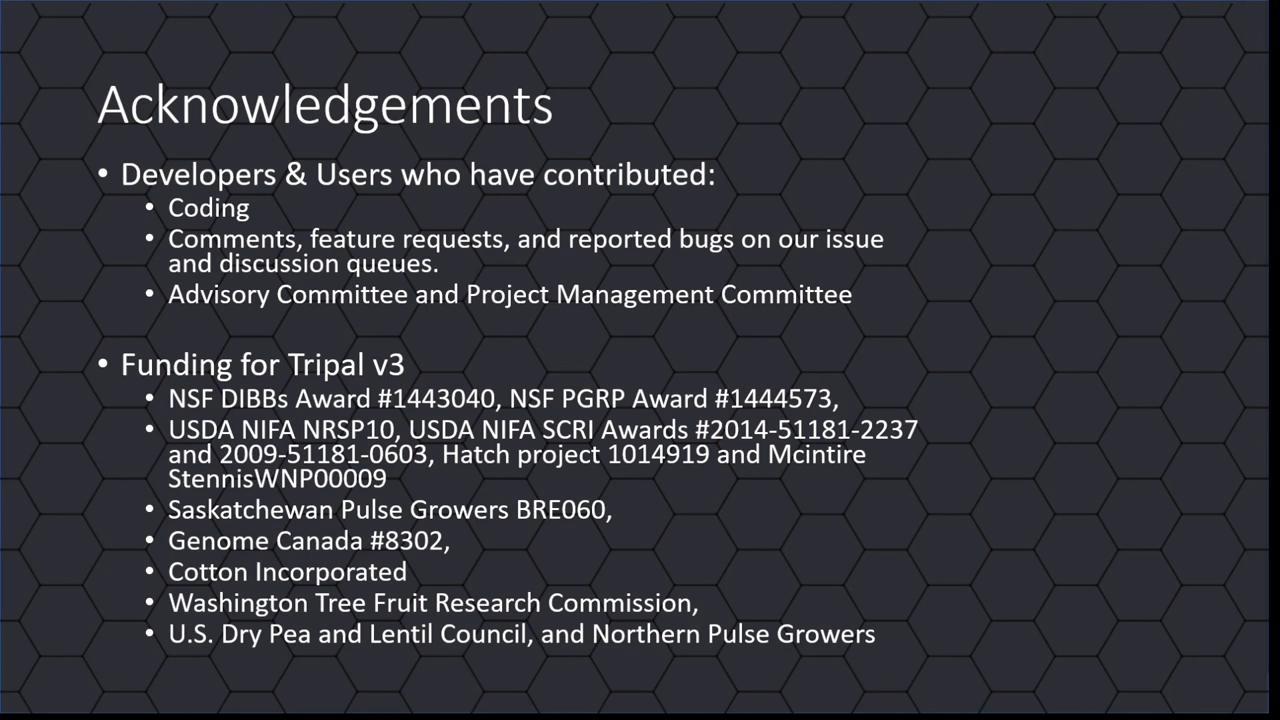 Acknowledgements
• Developers & Users who have contributed:
• Coding
• Comments, feature requests, and reported bugs on our issue
and discussion queues.
• Advisory Committee and Project Management Committee
• Funding for Tripal v3
• NSF DIBBs Award #1443040, NSF PGRP Award #1444573,
• USDA NIFA NRSP10, USDA NIFA SCRI Awards #2014-51181-2237
and 2009-51181-0603, Hatch project 1014919 and Mcintire
StennisWNP00009
• Saskatchewan Pulse Growers BRE060,
• Genome Canada #8302,
• Cotton Incorporated
• Washington Tree Fruit Research Commission,
• U.S. Dry Pea and Lentil Council, and Northern Pulse Growers